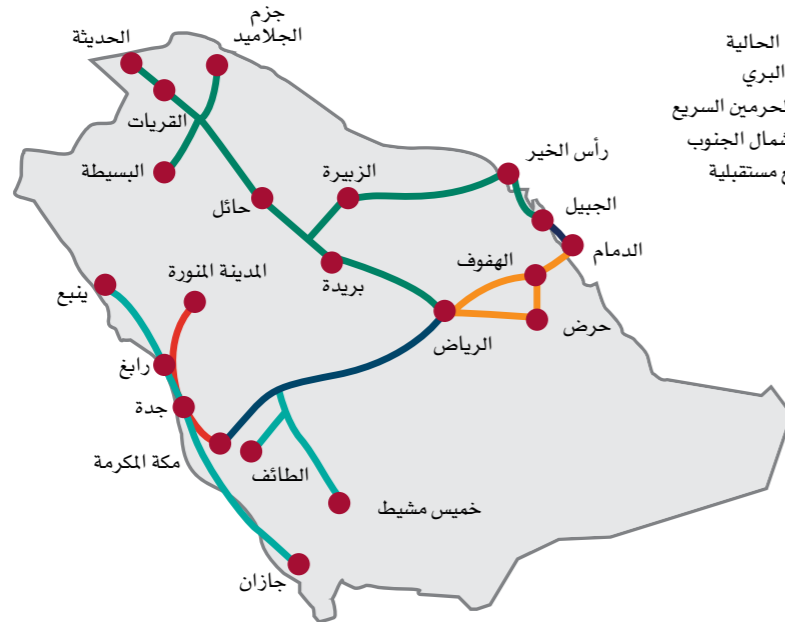 جزم
الجلاميد
الحديثة
القريات
البسيطة
حائل
الزبيرة
رأس الخير
الجبيل
الدمام
الهفوف
حرض
الرياض
بريدة
المدينة المنورة
ينبع
رابغ
جدة
مكة المكرمة
الطائف
خميس مشيط
جازان
الحالية
البري
لحرمين السريع
شمال الجنوب
مستقبلية